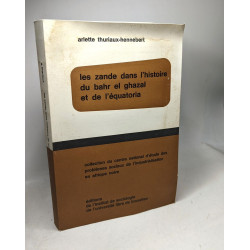 arlette thuriaux-hennebert
les zande dans l'histoire
du bahr el ghazal
et de l'équatoria
collection du centre national d'étude des
problèmes sociaux de l'industrialisation
en afrique noire
éditions
de l'institut de sociologie
de l'université libre de bruxelles